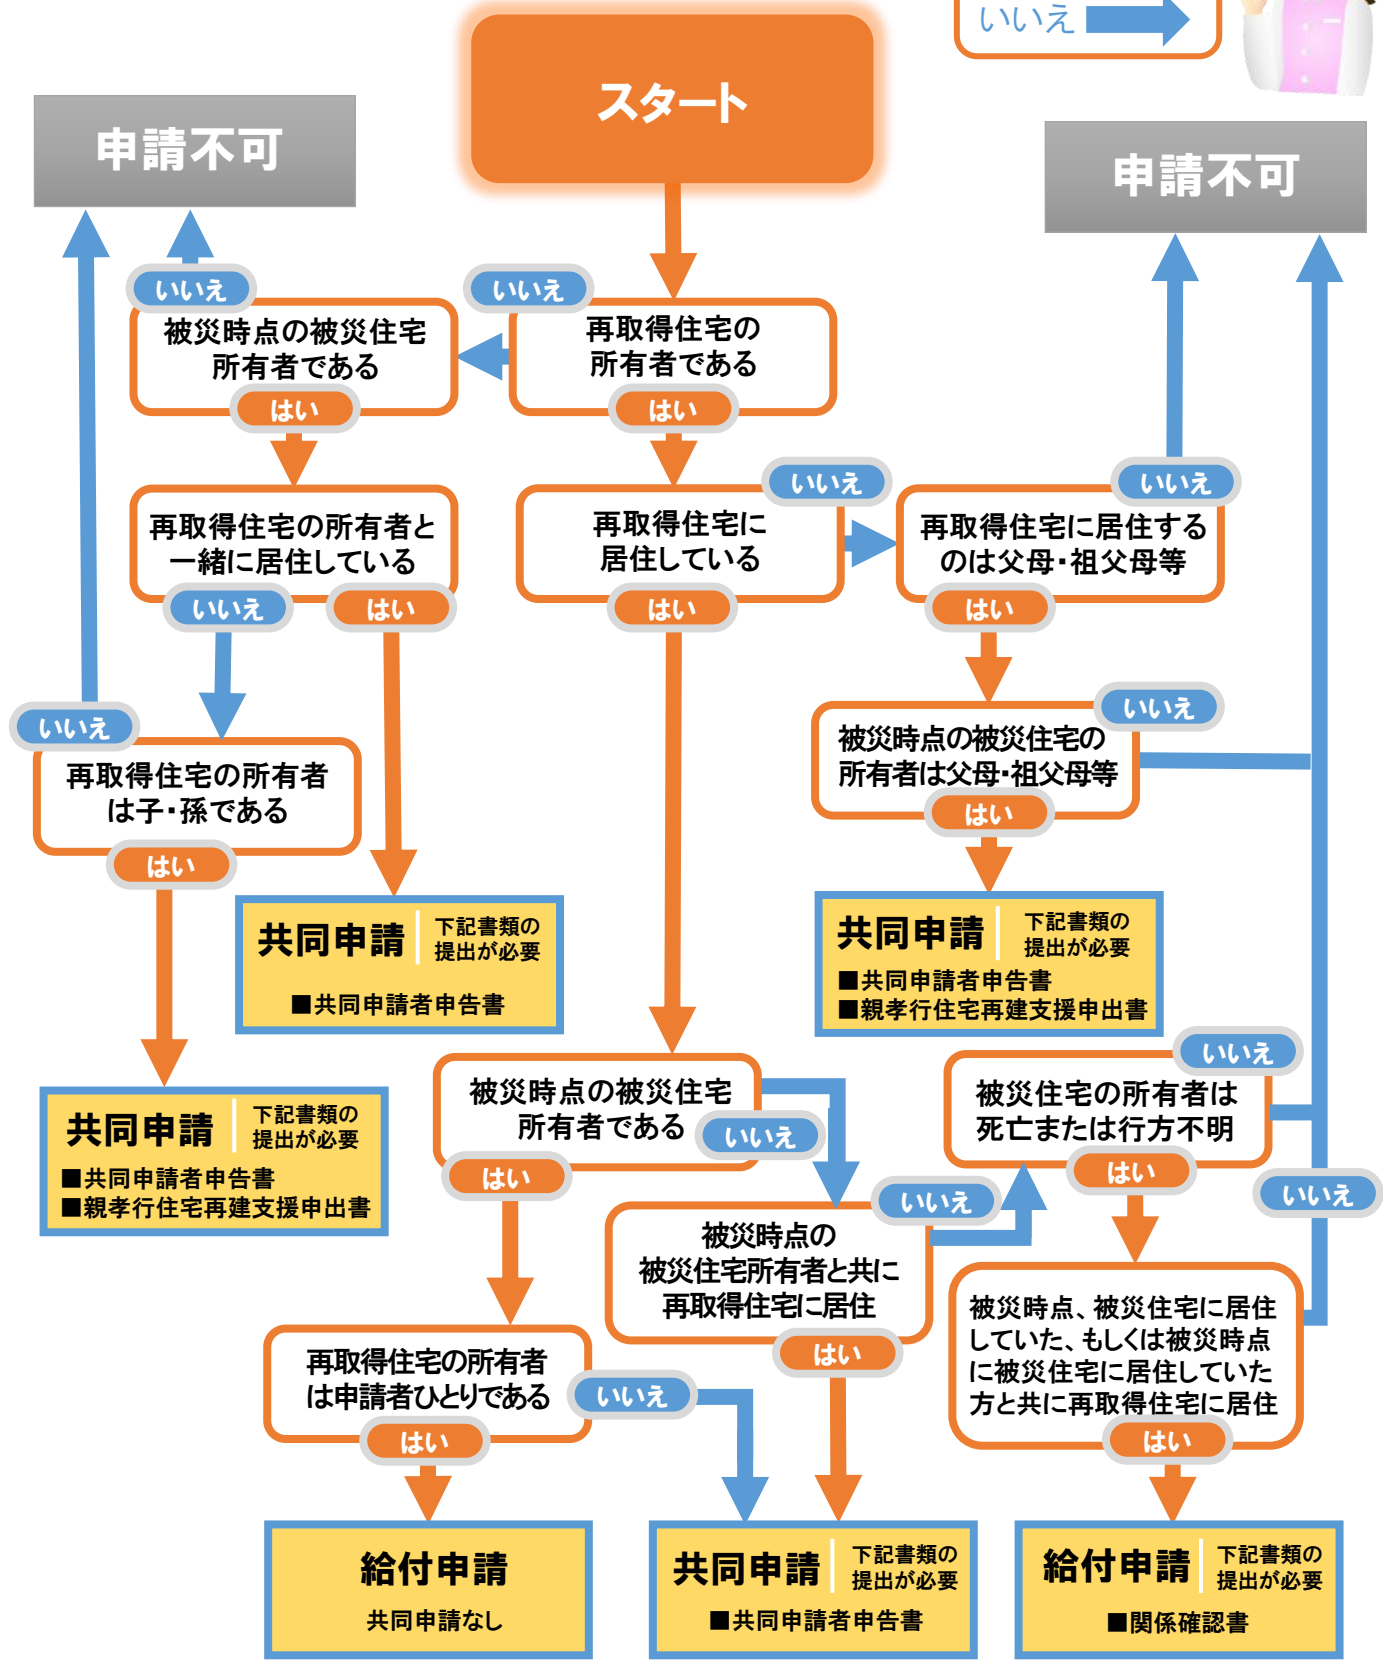 いいえ
スタート
申請不可
申請不可
いいえ
被災時点の被災住宅
所有者である
はい
いいえ
再取得住宅の
所有者である
はい
再取得住宅の所有者と
一緒に居住している
いいえ
はい
いいえ
再取得住宅に
居住している
はい
いいえ
再取得住宅に居住する
のは父母・祖父母等
はい
いいえ
再取得住宅の所有者
は子・孫である
はい
いいえ
被災時点の被災住宅の
所有者は父母・祖父母等
はい
共同申請
下記書類の
提出が必要
■共同申請者申告書
共同申請
下記書類の
提出が必要
■共同申請者申告書
■親孝行住宅再建支援申出書
共同申請
下記書類の
提出が必要
■共同申請者申告書
■親孝行住宅再建支援申出書
被災時点の被災住宅
所有者である
いいえ
はい
いいえ
被災住宅の所有者は
死亡または行方不明
はい
いいえ
被災時点の
被災住宅所有者と共に
再取得住宅に居住
はい
いいえ
被災時点、被災住宅に居住
していた、もしくは被災時点
に被災住宅に居住していた
方と共に再取得住宅に居住
はい
再取得住宅の所有者
は申請者ひとりである
いいえ
はい
給付申請
共同申請なし
共同申請
下記書類の
提出が必要
■共同申請者申告書
給付申請
下記書類の
提出が必要
■関係確認書